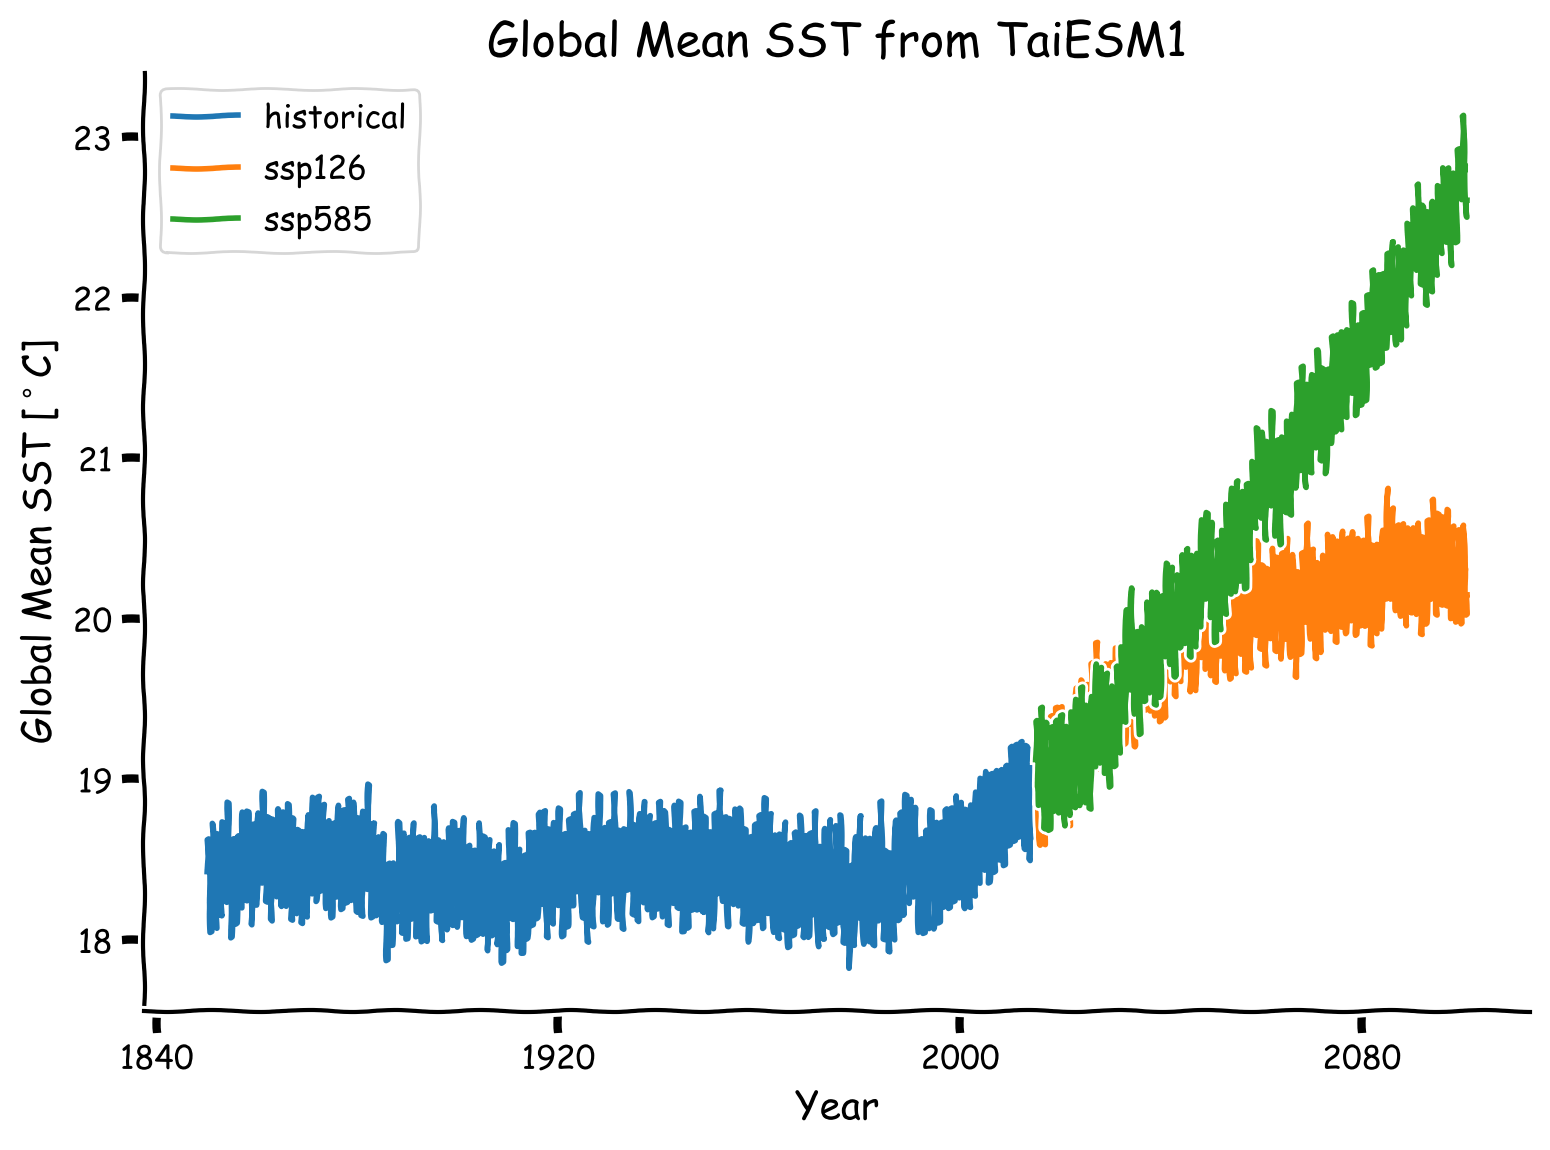 Global Mean SST from TaiESM1
historical
ssp126
ssp585
Global Mean SST [°C]
23
22
21
20
19
18
1840
1920
2000
2080
Year